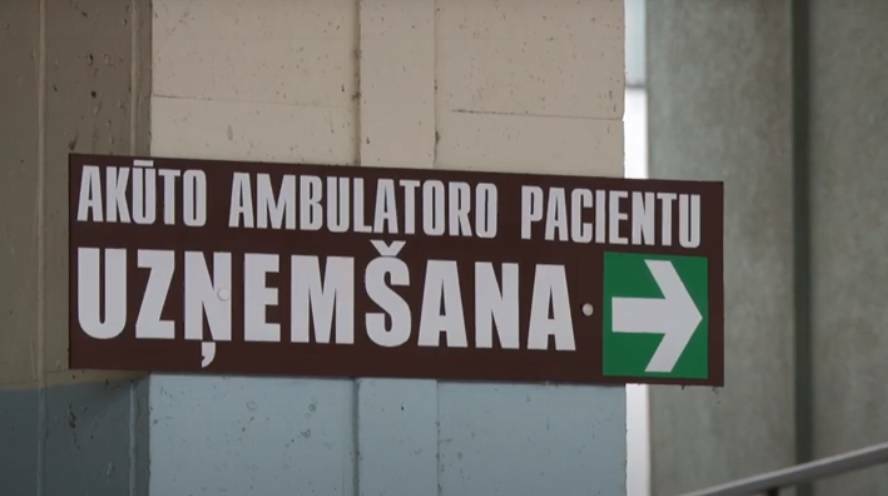 AKŪTO AMBULATORO PACIENTU
UZŅEMŠANA